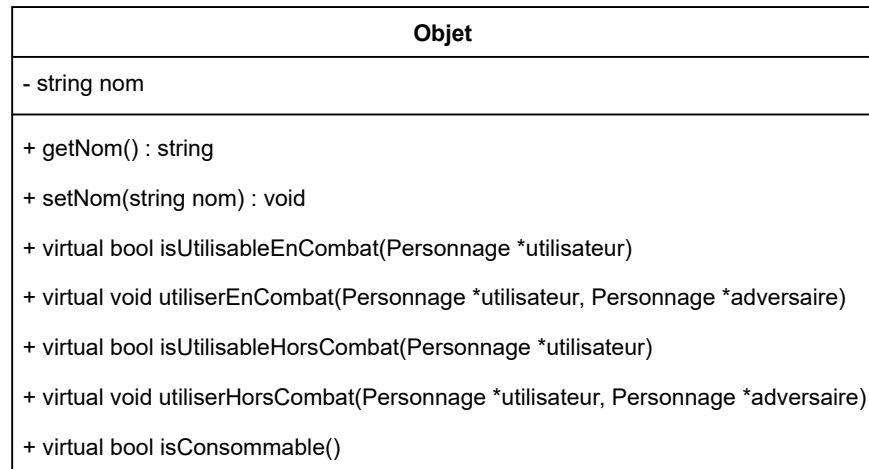 Objet
- string nom
+ getNom() : string
+ setNom(string nom) : void
+ virtual bool isUtilisableEnCombat(Personnage *utilisateur)
+ virtual void utiliserEnCombat(Personnage *utilisateur, Personnage *adversaire)
+ virtual bool isUtilisableHorsCombat(Personnage *utilisateur)
+ virtual void utiliserHorsCombat(Personnage *utilisateur, Personnage *adversaire)
+ virtual bool isConsommable()